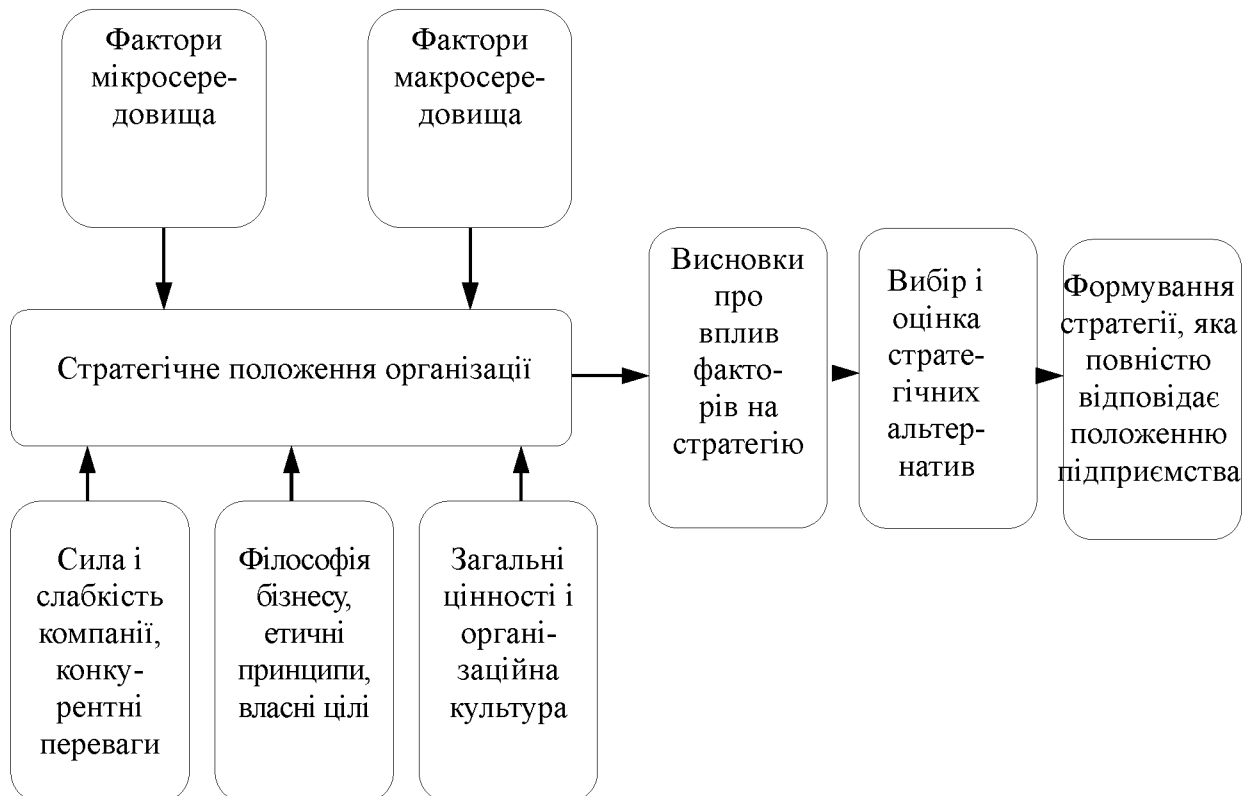 Фактори
мікросере-
довища
Фактори
макросере-
довища
Стратегічне положення організації
Висновки
про
вплив
факто-
рів на
стратегію
Вибір і
оцінка
страте-
гічних
альтер-
натив
Формування
стратегії, яка
повністю
відповідає
положенню
підприємства
Сила і
слабкість
компанії,
конку-
рентні
переваги
Філософія
бізнесу,
етичні
принципи,
власні цілі
Загальні
цінності і
органі-
заційна
культура